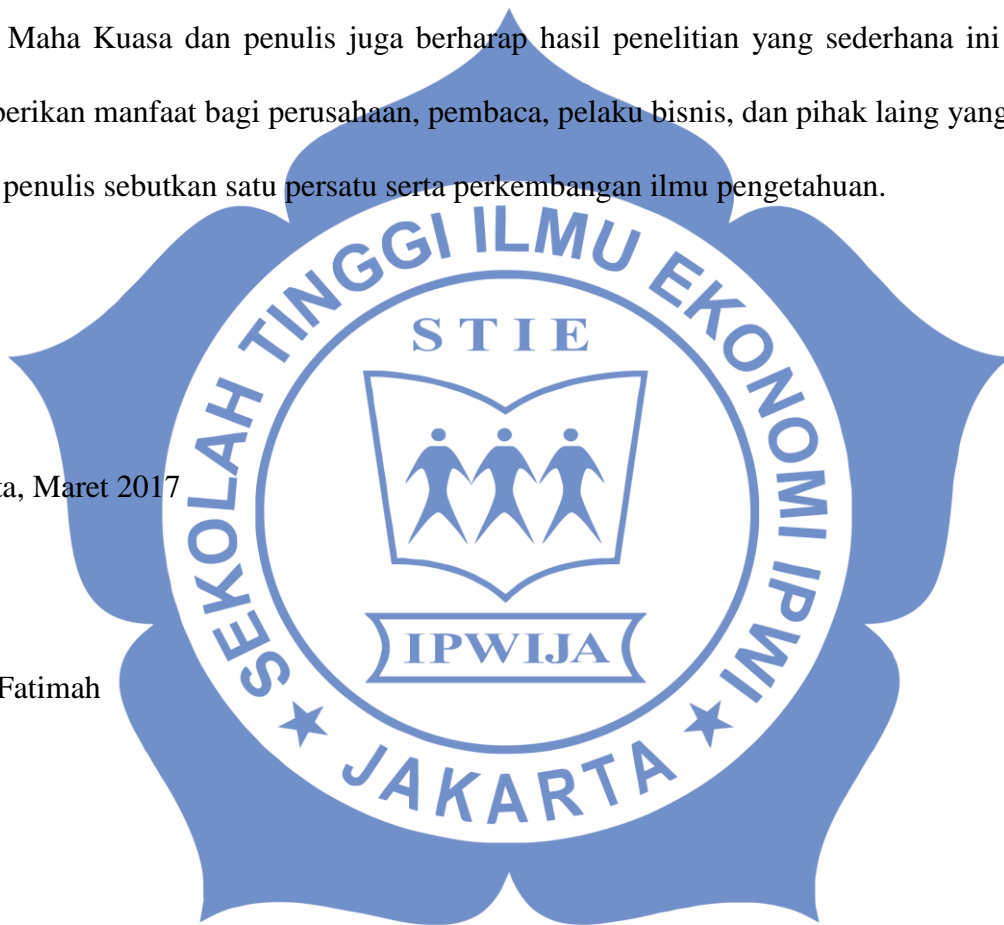 Maha Kuasa dan penulis juga berharap hasil penelitian yang sederhana ini
perikan manfaat bagi perusahaan, pembaca, pelaku bisnis, dan pihak laing yang
penulis sebutkan satu persatu serta perkembangan ilmu pengetahuan.
SEKOLAH TINGGI ILMU EKONOMI IPWI
STIE
ta, Maret 2017
IPWIJA
Fatimah
JAKARTA